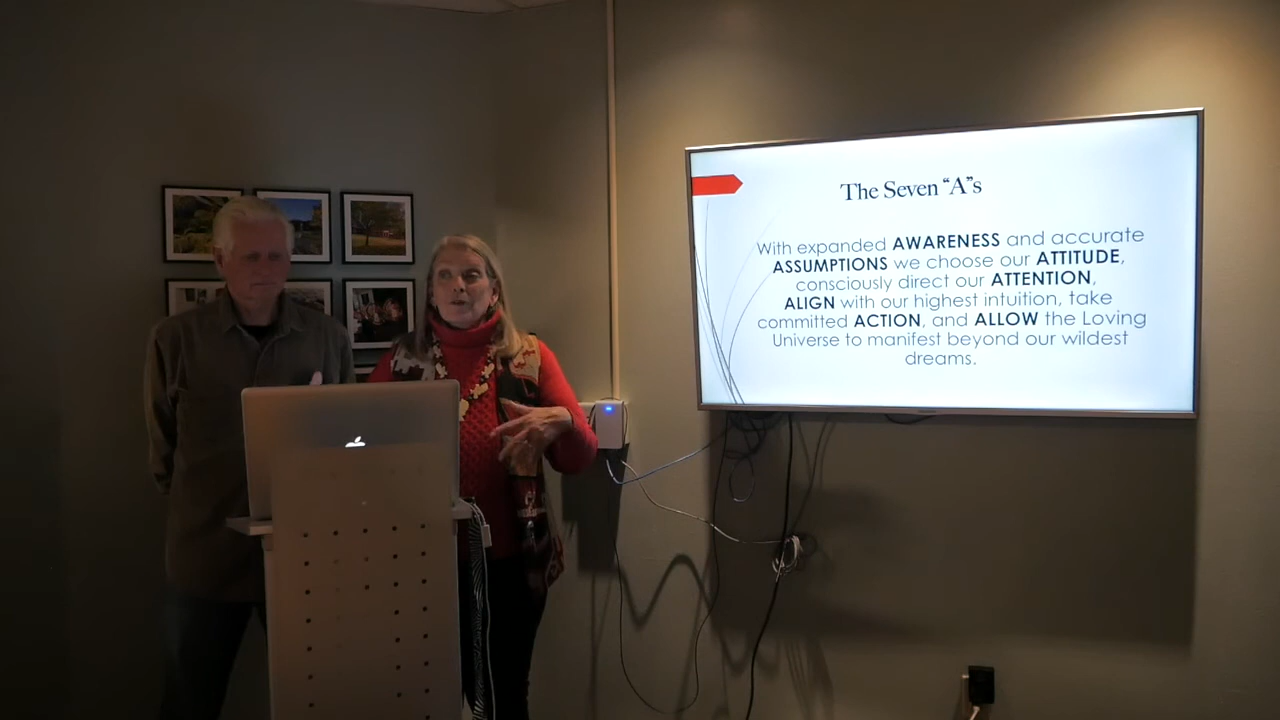 The Seven “A”s
With expanded AWARENESS and accurate
ASSUMPTIONS we choose our ATTITUDE,
consciously direct our ATTENTION,
ALIGN with our highest intuition, take
committed ACTION, and ALLOW the Loving
Universe to manifest beyond our wildest
dreams.